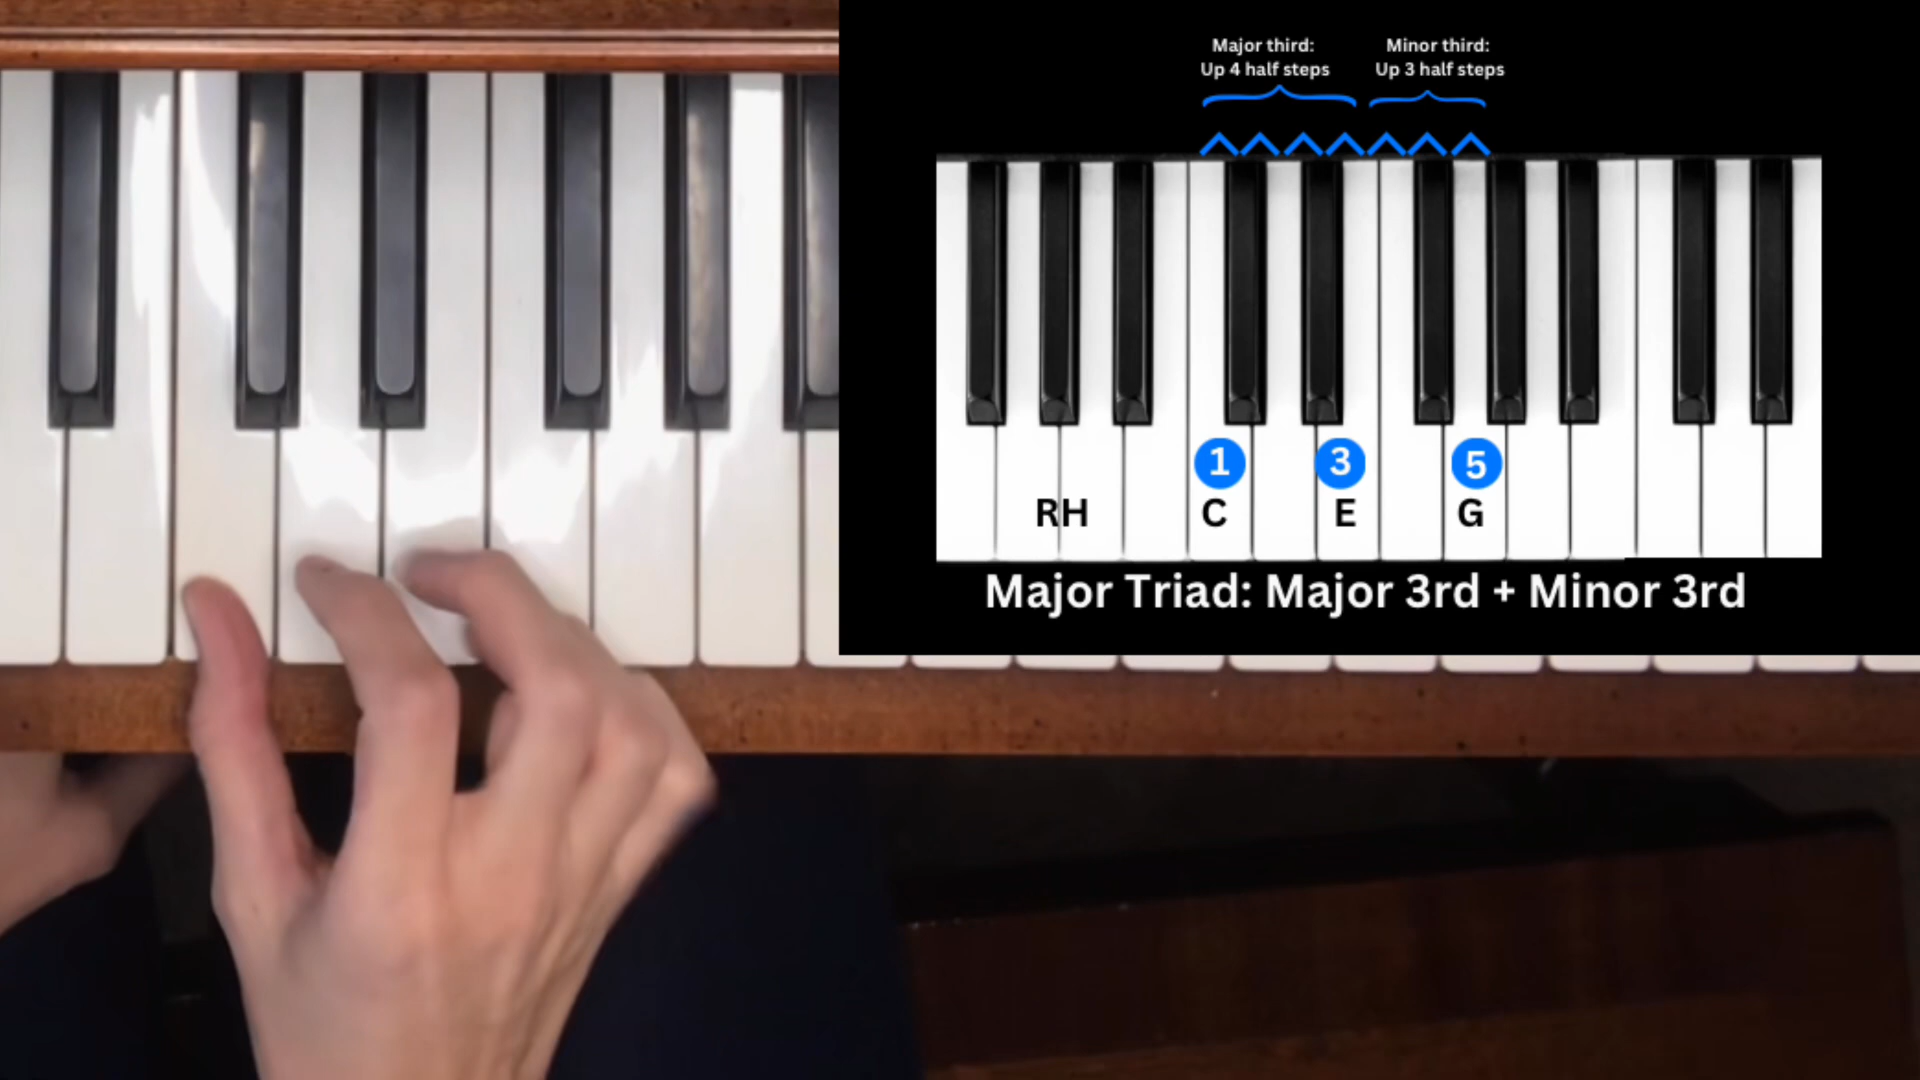 Major third: Minor third:
Up 4 half steps Up 3 half steps
1 3 5
RH C E G
Major Triad: Major 3rd + Minor 3rd